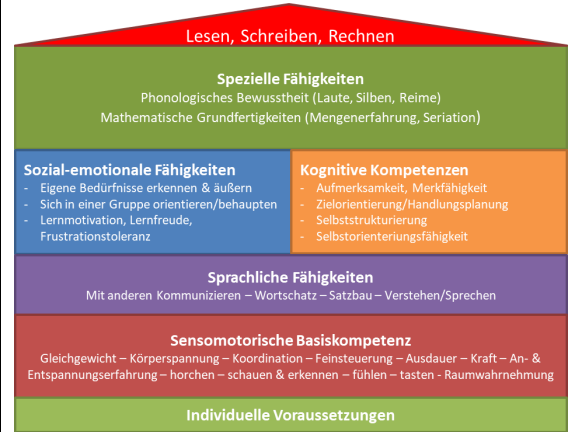 Lesen, Schreiben, Rechnen
Spezielle Fähigkeiten
Phonologisches Bewusstheit (Laute, Silben, Reime)
Mathematische Grundfertigkeiten (Mengenerfahrung, Seriation)
Sozial-emotionale Fähigkeiten
- Eigene Bedürfnisse erkennen & äußern
- Sich in einer Gruppe orientieren/behaupten
- Lernmotivation, Lernfreude,
Frustrationstoleranz
Kognitive Kompetenzen
- Aufmerksamkeit, Merkfähigkeit
- Zielorientierung/Handlungsplanung
- Selbststrukturierung
- Selbstorienteriungsfähigkeit
Sprachliche Fähigkeiten
Mit anderen Kommunizieren – Wortschatz – Satzbau – Verstehen/Sprechen
Sensomotorische Basiskompetenz
Gleichgewicht – Körperspannung – Koordination – Feinsteuerung – Ausdauer – Kraft – An- &
Entspannungserfahrung – horchen – schauen & erkennen – fühlen – tasten - Raumwahrnehmung
Individuelle Voraussetzungen